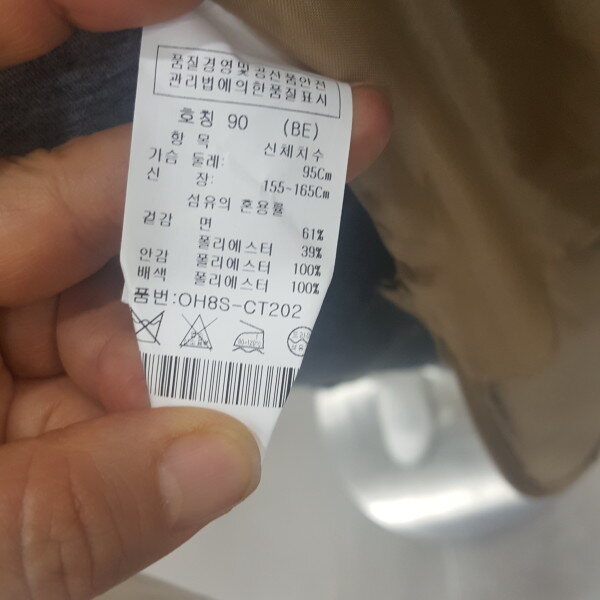 품질경영및공산품안전
관리법에의한품질표시
호칭 90 (BE)
항 목 신체치수
가슴 둘레: 95Cm
신 장: 155~165Cm
섬유의 혼용률
겉감 면 61%
폴리에스터 39%
안감 폴리에스터 100%
배색 폴리에스터 100%
품번:OH8S-CT202